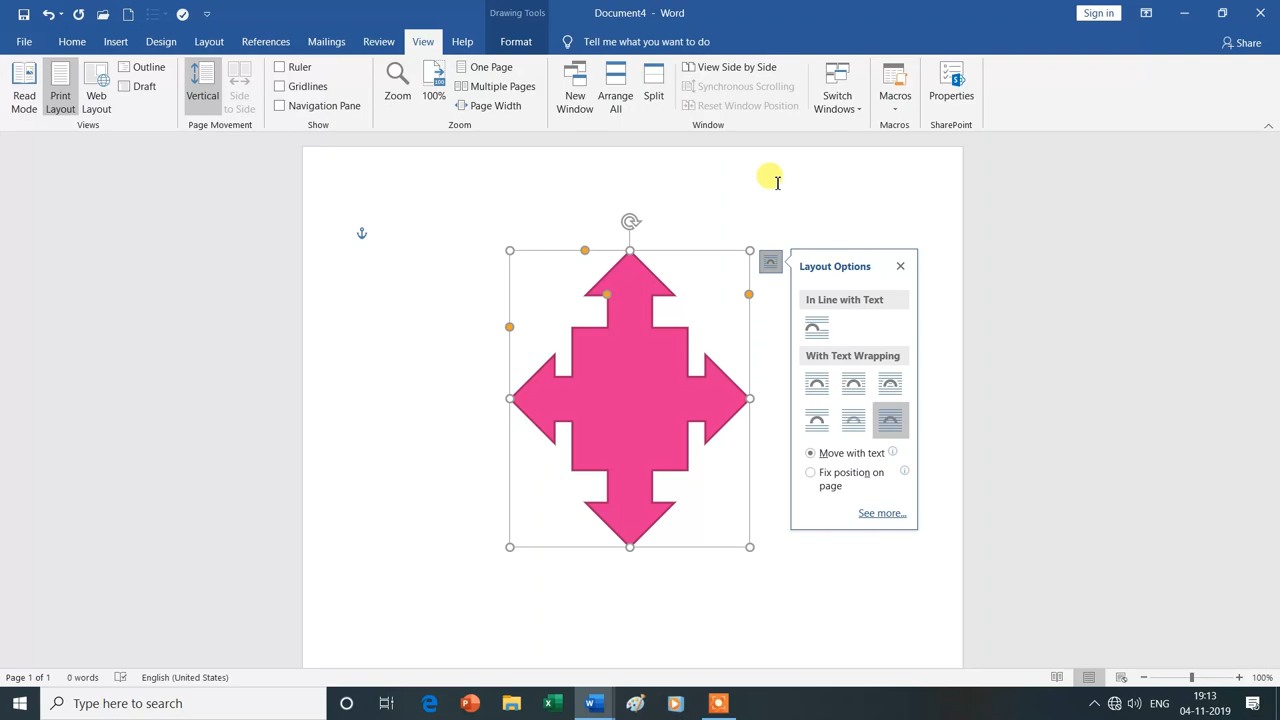 Drawing Tools
Document4 - Word
Sign in
File Home Insert Design Layout References Mailings Review View Help Format Tell me what you want to do Share
Read Mode
Print Layout
Web Layout
Outline
Draft
Views
Vertical
Side to Side
Page Movement
Ruler
Gridlines
Navigation Pane
Show
Zoom
100
100%
One Page
Multiple Pages
Page Width
Zoom
New Window
Arrange All
Split
View Side by Side
Synchronous Scrolling
Reset Window Position
Window
Switch Windows
Macros
Macros
Properties
SharePoint
Layout Options
In Line with Text
With Text Wrapping
Move with text
Fix position on
page
See more...
Page 1 of 1 0 words English (United States) 100%
Type here to search
ENG
19:13
04-11-2019